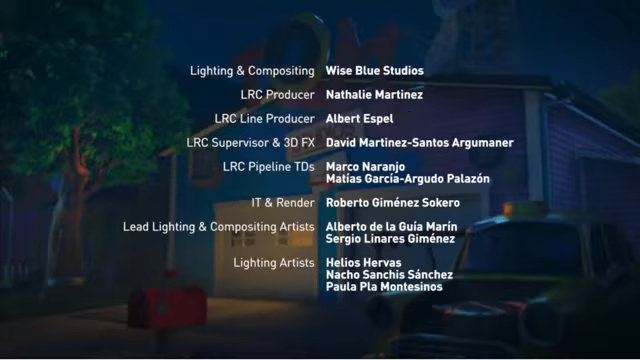 Lighting & Compositing Wise Blue Studios
LRC Producer Nathalie Martinez
LRC Line Producer Albert Espel
LRC Supervisor & 3D FX David Martinez-Santos Argumaner
LRC Pipeline TDs Marco Naranjo
Matías García-Argudo Palazón
IT & Render Roberto Giménez Sokero
Lead Lighting & Compositing Artists Alberto de la Guía Marín
Sergio Linares Giménez
Lighting Artists Helios Hervas
Nacho Sanchis Sánchez
Paula Pla Montesinos